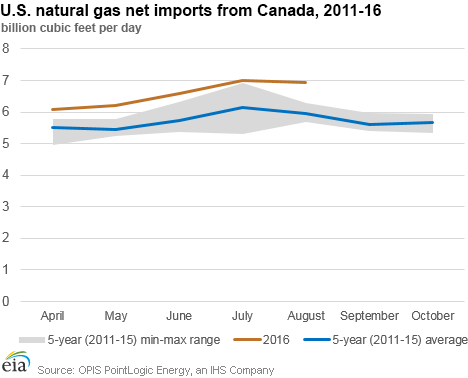 U.S. natural gas net imports from Canada, 2011-16
billion cubic feet per day
8
7
6
5
4
3
2
1
0
April May June July August September October
5-year (2011-15) min-max range 2016 5-year (2011-15) average
eia Source: OPIS PointLogic Energy, an IHS Company